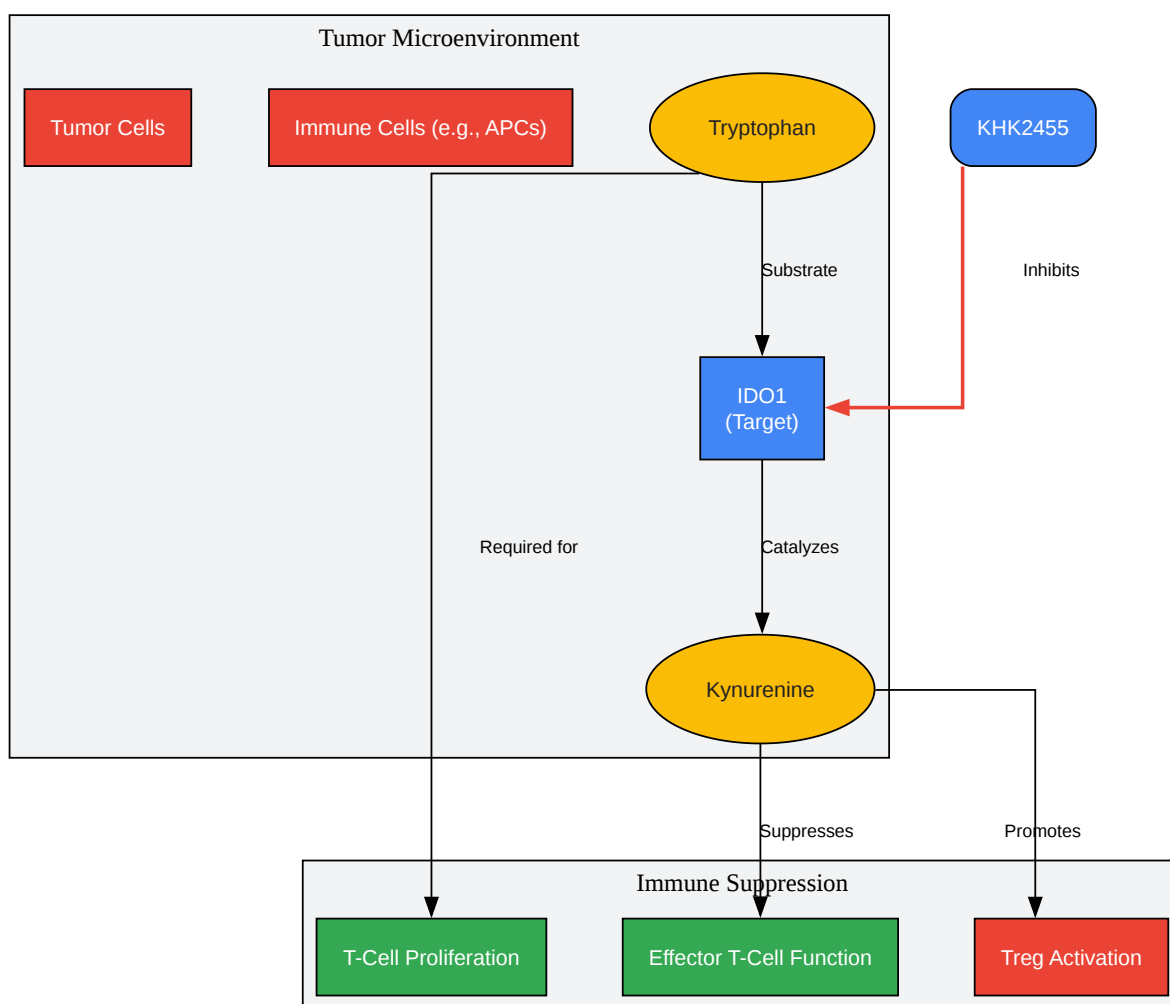 Tumor Microenvironment
Tumor Cells
Immune Cells (e.g., APCs)
Tryptophan
KHK2455
Substrate
Inhibits
IDO1
(Target)
Required for
Catalyzes
Kynurenine
Suppresses
Promotes
Immune Suppression
T-Cell Proliferation
Effector T-Cell Function
Treg Activation